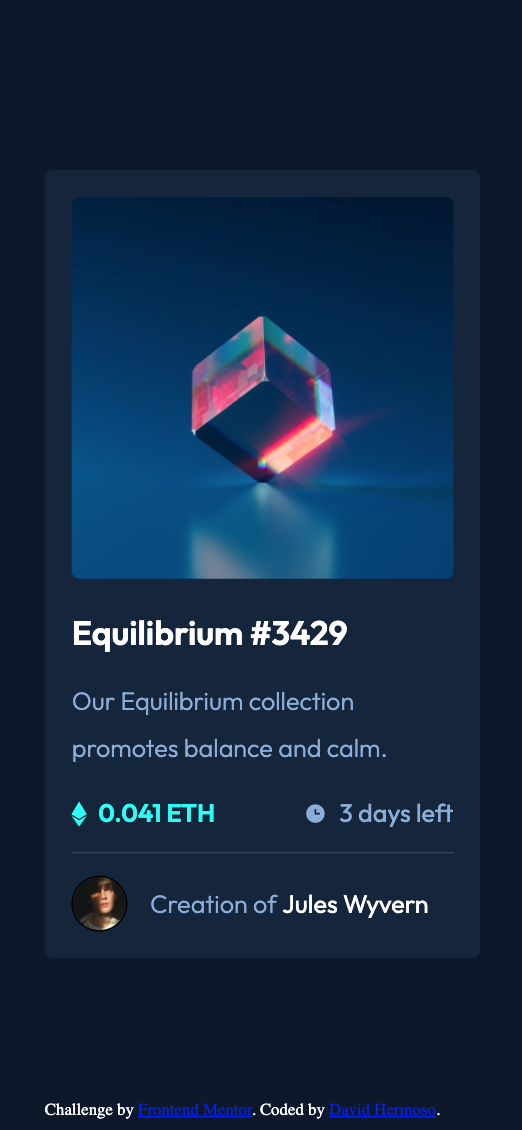 Equilibrium #3429
Our Equilibrium collection
promotes balance and calm.
0.041 ETH 3 days left
Creation of Jules Wyvern
Challenge by Frontend Mentor. Coded by David Hermoso.